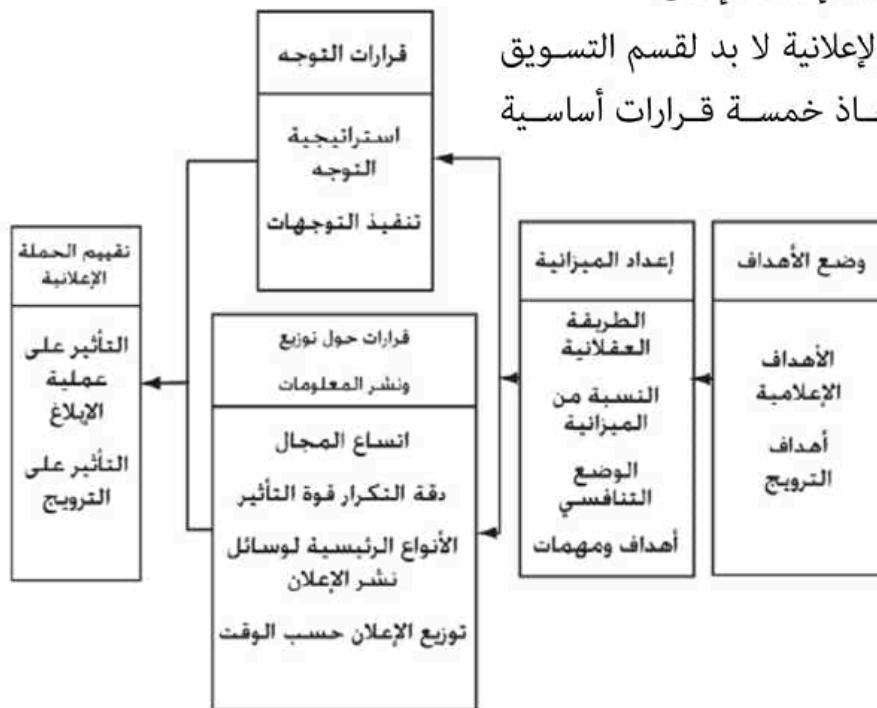 لإعلانية لا بد لقسم التسويق
خمسة قرارات أساسية
وضع الأهداف
الأهداف
الإعلامية
أهداف
الترويج
إعداد الميزانية
الطريقة
العقلانية
النسبة من
الميزانية
الوضع
التنافسي
أهداف ومهمات
قرارات التوجه
استراتيجية
التوجه
تنفيذ التوجهات
قرارات حول توزيع
ونشر المعلومات
اتساع المجال
دقة التكرار قوة التأثير
الأنواع الرئيسية لوسائل
نشر الإعلان
توزيع الإعلان حسب الوقت
تقييم الحملة
الإعلانية
التأثير على
عملية
الإبلاغ
التأثير على
الترويج